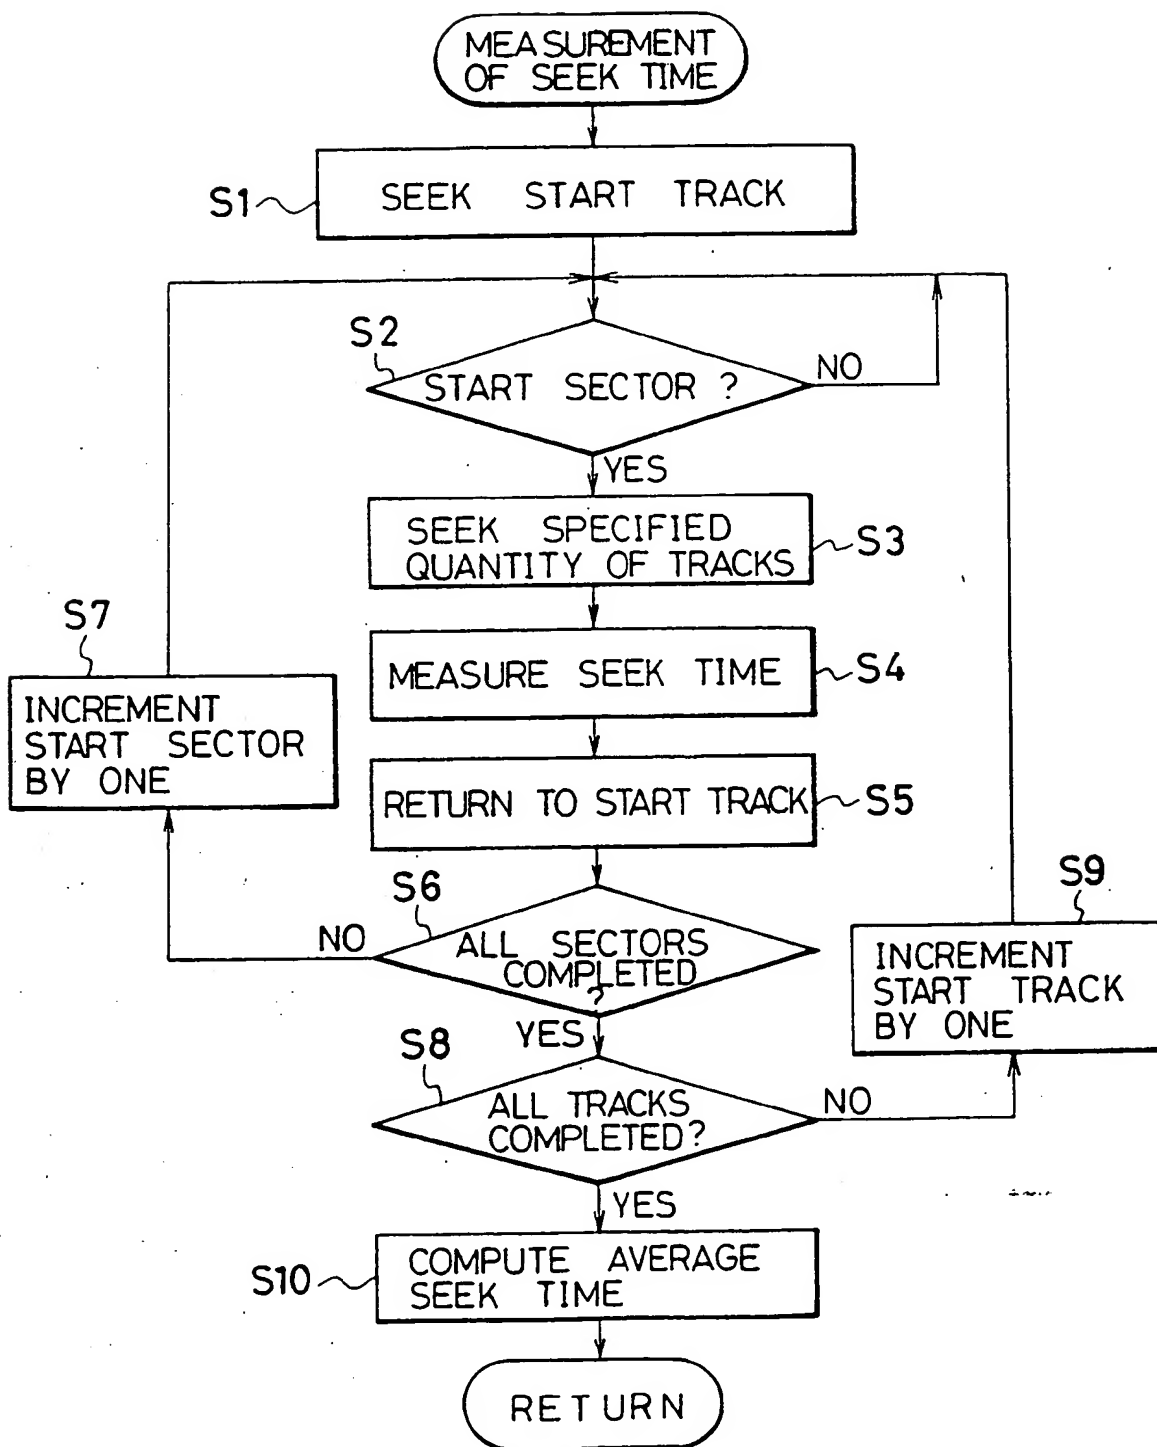 MEASUREMENT
OF SEEK TIME
S1
SEEK START TRACK
S2
START SECTOR ?
NO
YES
SEEK SPECIFIED
QUANTITY OF TRACKS
S3
S7
MEASURE SEEK TIME
S4
INCREMENT
START SECTOR
BY ONE
RETURN TO START TRACK
S5
S6
NO
ALL SECTORS
COMPLETED
?
YES
S9
INCREMENT
START TRACK
BY ONE
S8
ALL TRACKS
COMPLETED?
NO
YES
S10
COMPUTE AVERAGE
SEEK TIME
RETURN